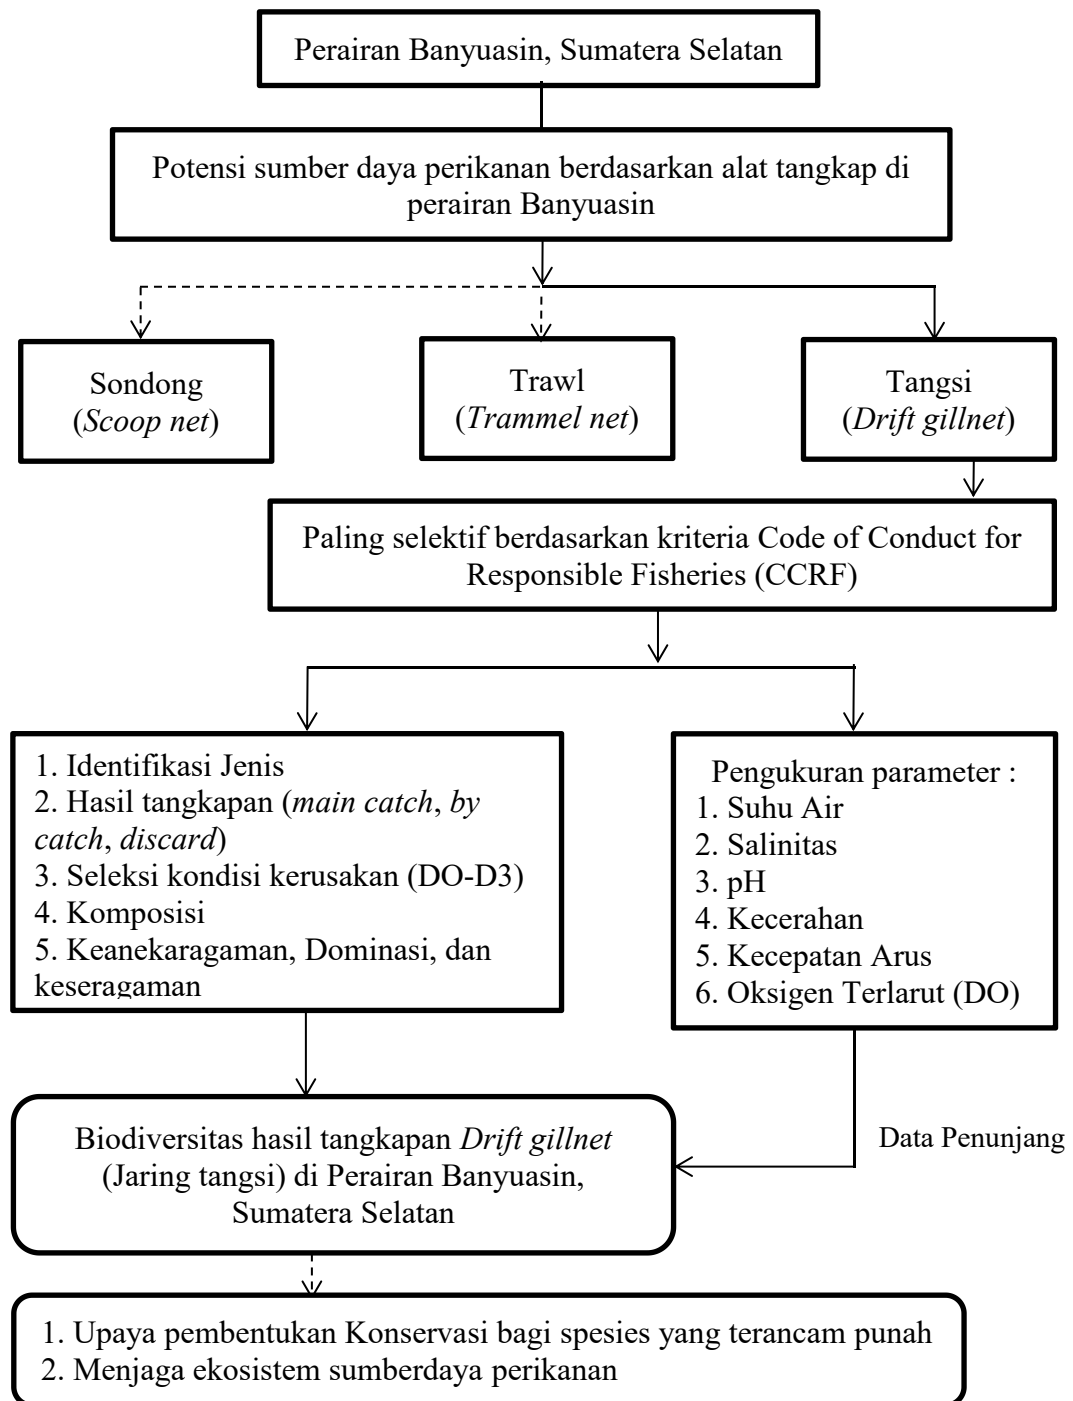 Perairan Banyuasin, Sumatera Selatan
Potensi sumber daya perikanan berdasarkan alat tangkap di
perairan Banyuasin
Sondong
(Scoop net)
Trawl
(Trammel net)
Tangsi
(Drift gillnet)
Paling selektif berdasarkan kriteria Code of Conduct for
Responsible Fisheries (CCRF)
1. Identifikasi Jenis
2. Hasil tangkapan (main catch, by
catch, discard)
3. Seleksi kondisi kerusakan (DO-D3)
4. Komposisi
5. Keanekaragaman, Dominasi, dan
keseragaman
Pengukuran parameter :
1. Suhu Air
2. Salinitas
3. pH
4. Kecerahan
5. Kecepatan Arus
6. Oksigen Terlarut (DO)
Biodiversitas hasil tangkapan Drift gillnet
(Jaring tangsi) di Perairan Banyuasin,
Sumatera Selatan
Data Penunjang
1. Upaya pembentukan Konservasi bagi spesies yang terancam punah
2. Menjaga ekosistem sumberdaya perikanan